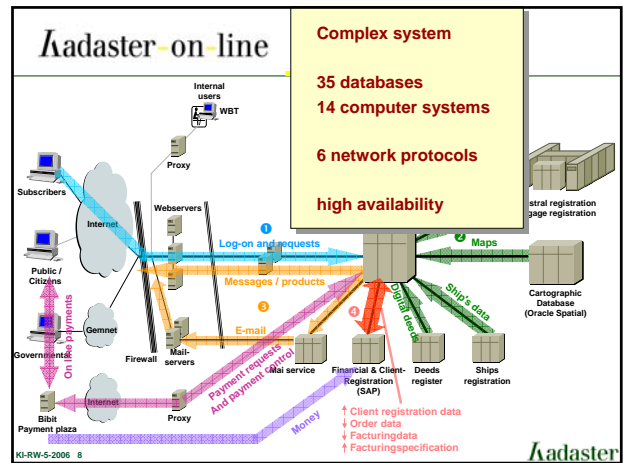 Kadaster-on-line
Complex system
35 databases
14 computer systems
6 network protocols
high availability
Internal
users
WBT
Proxy
Subscribers
Internet
Webservers
1
Log-on and requests
2
Maps
stral registration
gage registration
Public /
Citizens
Messages / products
Cartographic
Database
(Oracle Spatial)
On line payments
Gemnet
Governmental
Firewall
Mail-
servers
3
E-mail
4
Digital deeds
Ship's data
Payment requests
And payment control
Mai service
Financial & Client-
Registration
(SAP)
Deeds
register
Ships
registration
Internet
Bibit
Payment plaza
Proxy
Money
↑ Client registration data
↓ Order data
↓ Facturingdata
↑ Facturingspecification
KI-RW-5-2006 8
Kadaster